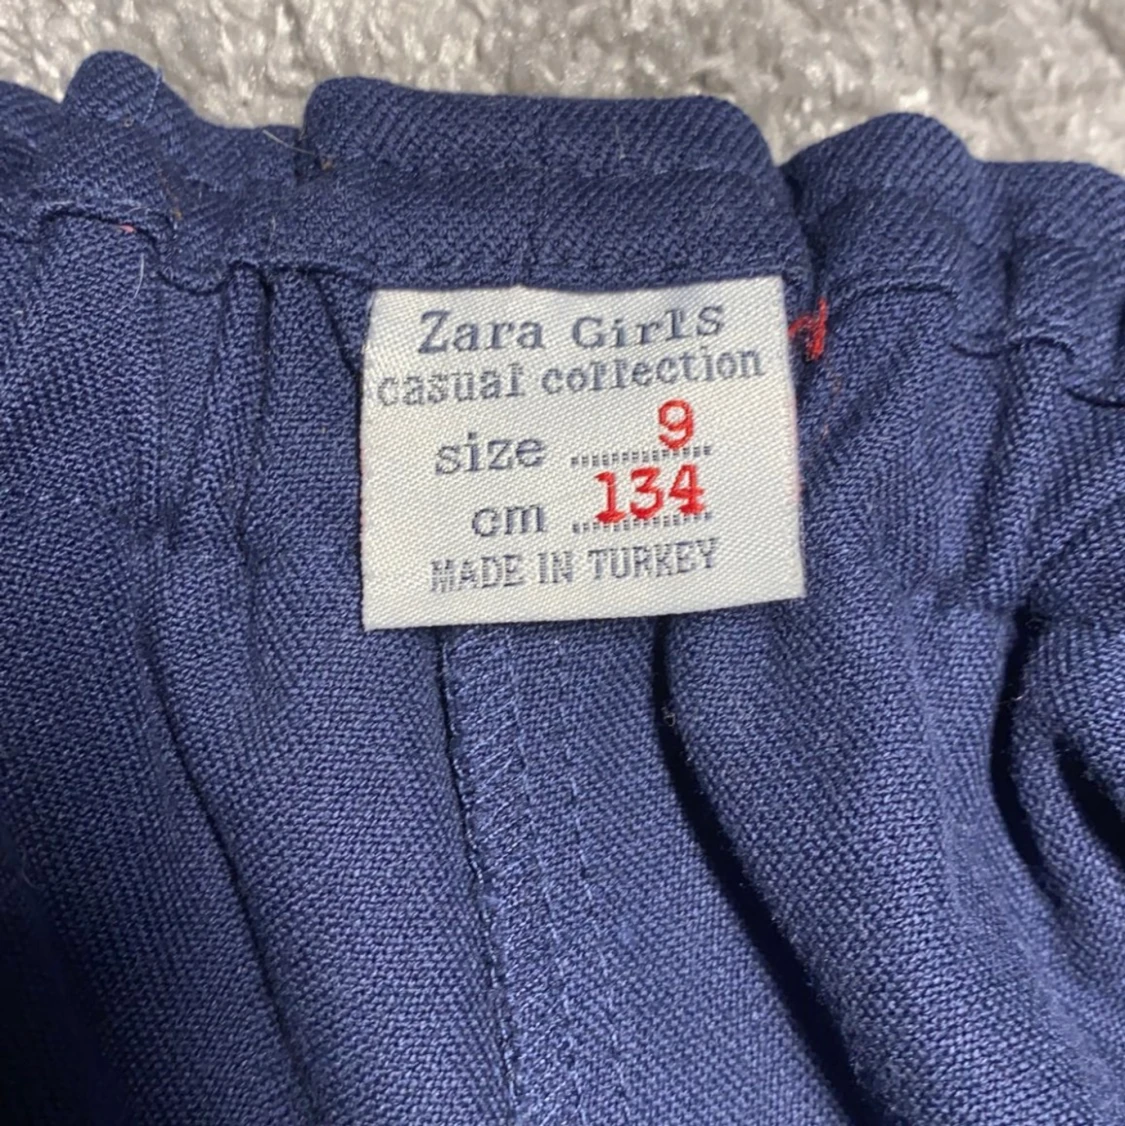 Zara Girls
casual collection
size 9
cm 134
MADE IN TURKEY